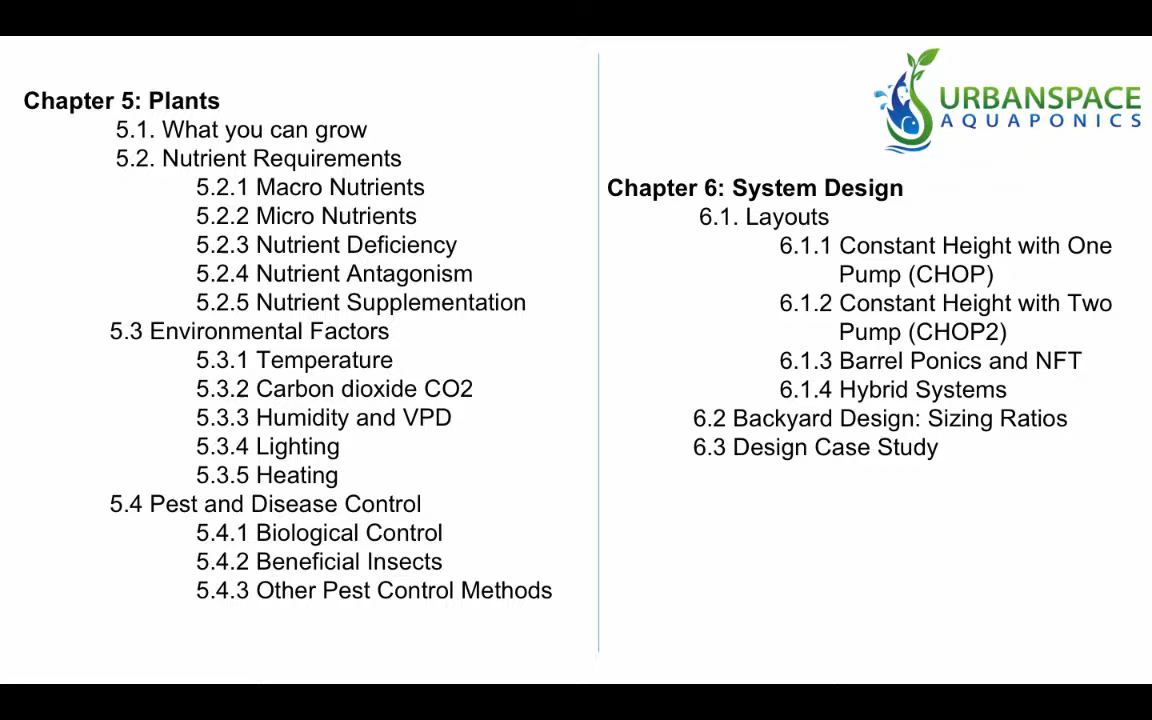 Chapter 5: Plants
5.1. What you can grow
5.2. Nutrient Requirements
5.2.1 Macro Nutrients
5.2.2 Micro Nutrients
5.2.3 Nutrient Deficiency
5.2.4 Nutrient Antagonism
5.2.5 Nutrient Supplementation
5.3 Environmental Factors
5.3.1 Temperature
5.3.2 Carbon dioxide CO2
5.3.3 Humidity and VPD
5.3.4 Lighting
5.3.5 Heating
5.4 Pest and Disease Control
5.4.1 Biological Control
5.4.2 Beneficial Insects
5.4.3 Other Pest Control Methods
URBANSPACE
AQUAPONICS
Chapter 6: System Design
6.1. Layouts
6.1.1 Constant Height with One
Pump (CHOP)
6.1.2 Constant Height with Two
Pump (CHOP2)
6.1.3 Barrel Ponics and NFT
6.1.4 Hybrid Systems
6.2 Backyard Design: Sizing Ratios
6.3 Design Case Study